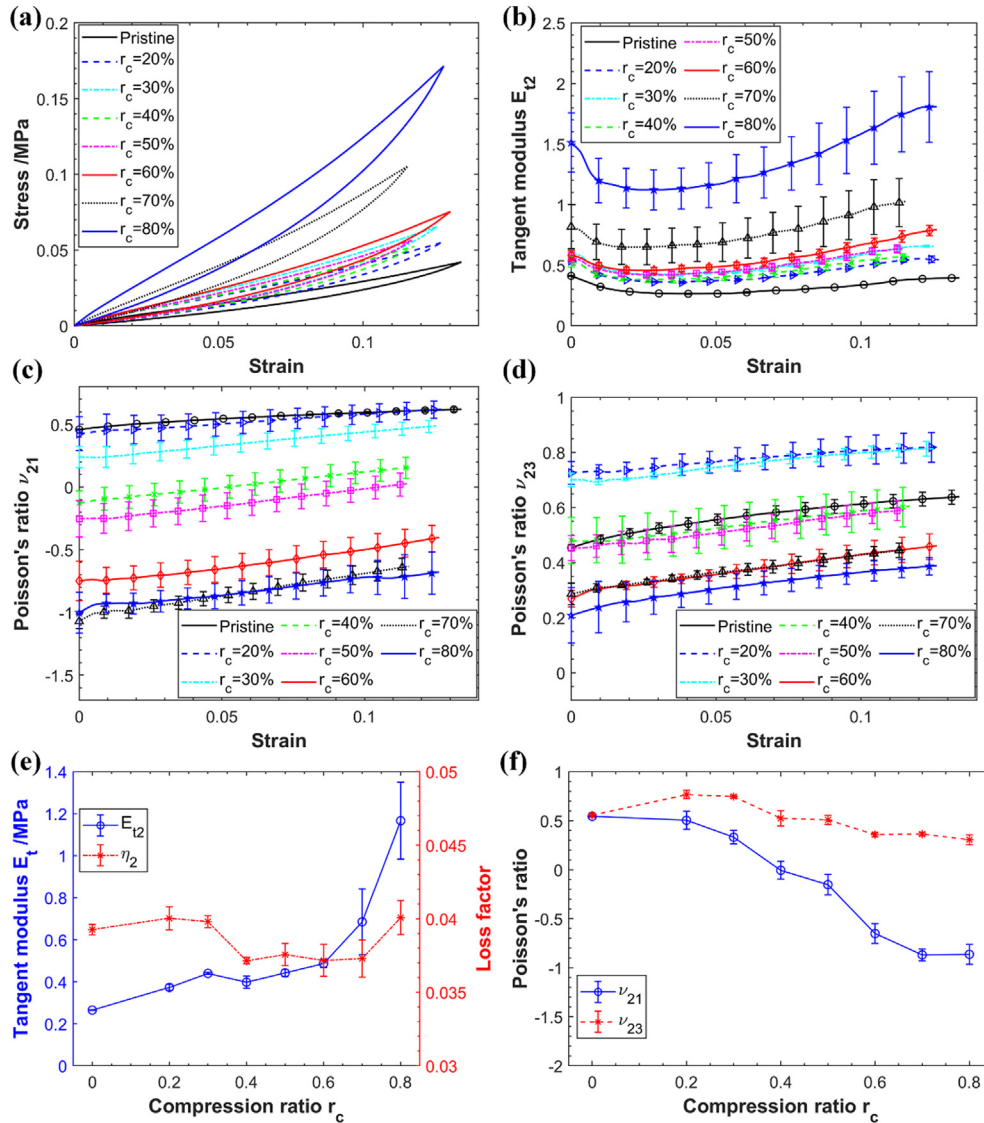 (a)
Stress /MPa
0.2
0.15
0.1
0.05
0
Pristine
r_c=20%
r_c=30%
r_c=40%
r_c=50%
r_c=60%
r_c=70%
r_c=80%
0.05
0.1
Strain
(b)
Tangent modulus E_t2
2.5
2
1.5
1
0.5
0
Pristine
r_c=20%
r_c=30%
r_c=40%
r_c=50%
r_c=60%
r_c=70%
r_c=80%
0
0.05
0.1
Strain
(c)
Poisson's ratio ν_21
0.5
0
-0.5
-1
-1.5
Pristine
r_c=20%
r_c=30%
r_c=40%
r_c=50%
r_c=60%
r_c=70%
r_c=80%
0
0.05
0.1
Strain
(d)
Poisson's ratio ν_23
1
0.8
0.6
0.4
0.2
0
Pristine
r_c=20%
r_c=30%
r_c=40%
r_c=50%
r_c=60%
r_c=70%
r_c=80%
0
0.05
0.1
Strain
(e)
Tangent modulus E_t /MPa
1.4
1.2
1
0.8
0.6
0.4
0.2
0
E_t2
η_2
0.05
0.045
0.04
0.035
0.03
Loss factor
0
0.2
0.4
0.6
0.8
Compression ratio r_c
(f)
Poisson's ratio
1
0.5
0
-0.5
-1
-1.5
-2
ν_21
ν_23
0
0.2
0.4
0.6
0.8
Compression ratio r_c